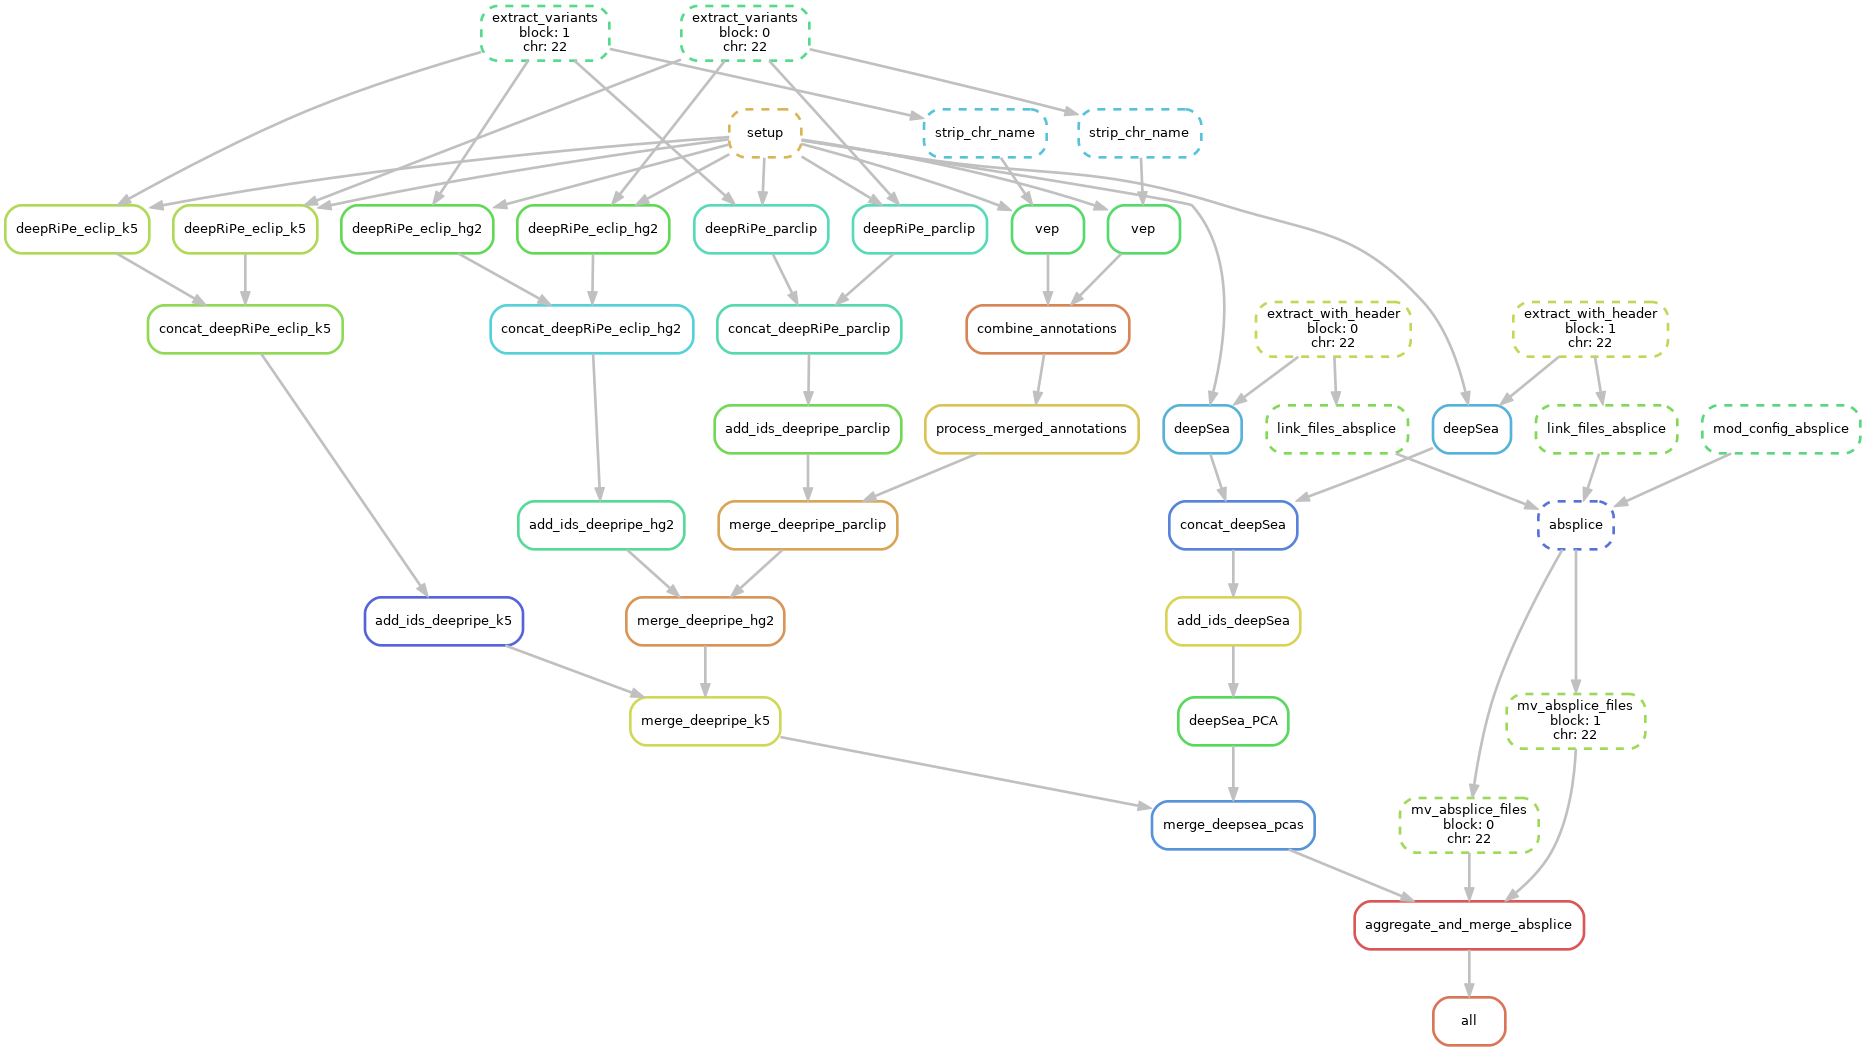 extract_variants
block: 1
chr: 22
extract_variants
block: 0
chr: 22
setup
strip_chr_name
strip_chr_name
deepRiPe_eclip_k5
deepRiPe_eclip_k5
deepRiPe_eclip_hg2
deepRiPe_eclip_hg2
deepRiPe_parclip
deepRiPe_parclip
vep
vep
concat_deepRiPe_eclip_k5
concat_deepRiPe_eclip_hg2
concat_deepRiPe_parclip
combine_annotations
extract_with_header
block: 0
chr: 22
extract_with_header
block: 1
chr: 22
add_ids_deepripe_parclip
process_merged_annotations
deepSea
link_files_absplice
deepSea
link_files_absplice
mod_config_absplice
add_ids_deepripe_hg2
merge_deepripe_parclip
concat_deepSea
absplice
add_ids_deepripe_k5
merge_deepripe_hg2
add_ids_deepSea
merge_deepripe_k5
deepSea_PCA
mv_absplice_files
block: 1
chr: 22
merge_deepsea_pcas
mv_absplice_files
block: 0
chr: 22
aggregate_and_merge_absplice
all